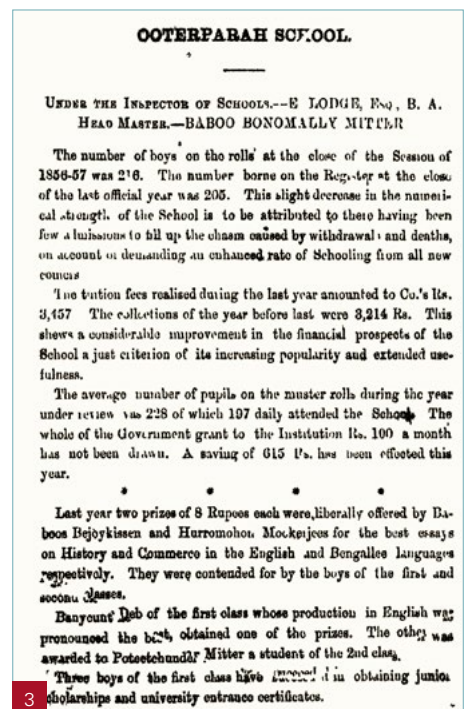 OOTERPARAH SCHOOL.
UNDER THE INSPECTOR OF SCHOOLS.--E LODGE, ESQ, B. A.
HEAD MASTER.—BABOO BONOMALLY MITTER
The number of boys on the rolls at the close of the Session of
1856-57 was 216. The number borne on the Register at the close
of the last official year was 205. This slight decrease in the numeri-
cal strength of the School is to be attributed to there having been
few admissions to fill up the chasm caused by withdrawals and deaths,
on account of demanding an enhanced rate of Schooling from all new
comers
The tution fees realised during the last year amounted to Co.'s Rs.
The collections of the year before last were 3,214 Rs. This
shews a considerable improvement in the financial prospects of the
School a just criterion of its increasing popularity and extended use-
fulness.
The average number of pupils on the muster rolls during the year
under review was 228 of which 197 daily attended the School. The
whole of the Government grant to the Institution Rs. 100 a month
has not been drawn. A saving of 615 Rs. has been effected this
year.
* * * *
Last year two prizes of 8 Rupees each were liberally offered by Ba-
boos Bejoykissen and Hurromohon Mookerjees for the best essays
on History and Commerce in the English and Bengallee languages
respectively. They were contended for by the boys of the first and
second classes.
Banycount Deb of the first class whose production in English was
pronounced the best, obtained one of the prizes. The other was
awarded to Poteetchunder Mitter a student of the 2nd class.
Three boys of the first class have succeeded in obtaining junior
scholarships and university entrance certificates.
3